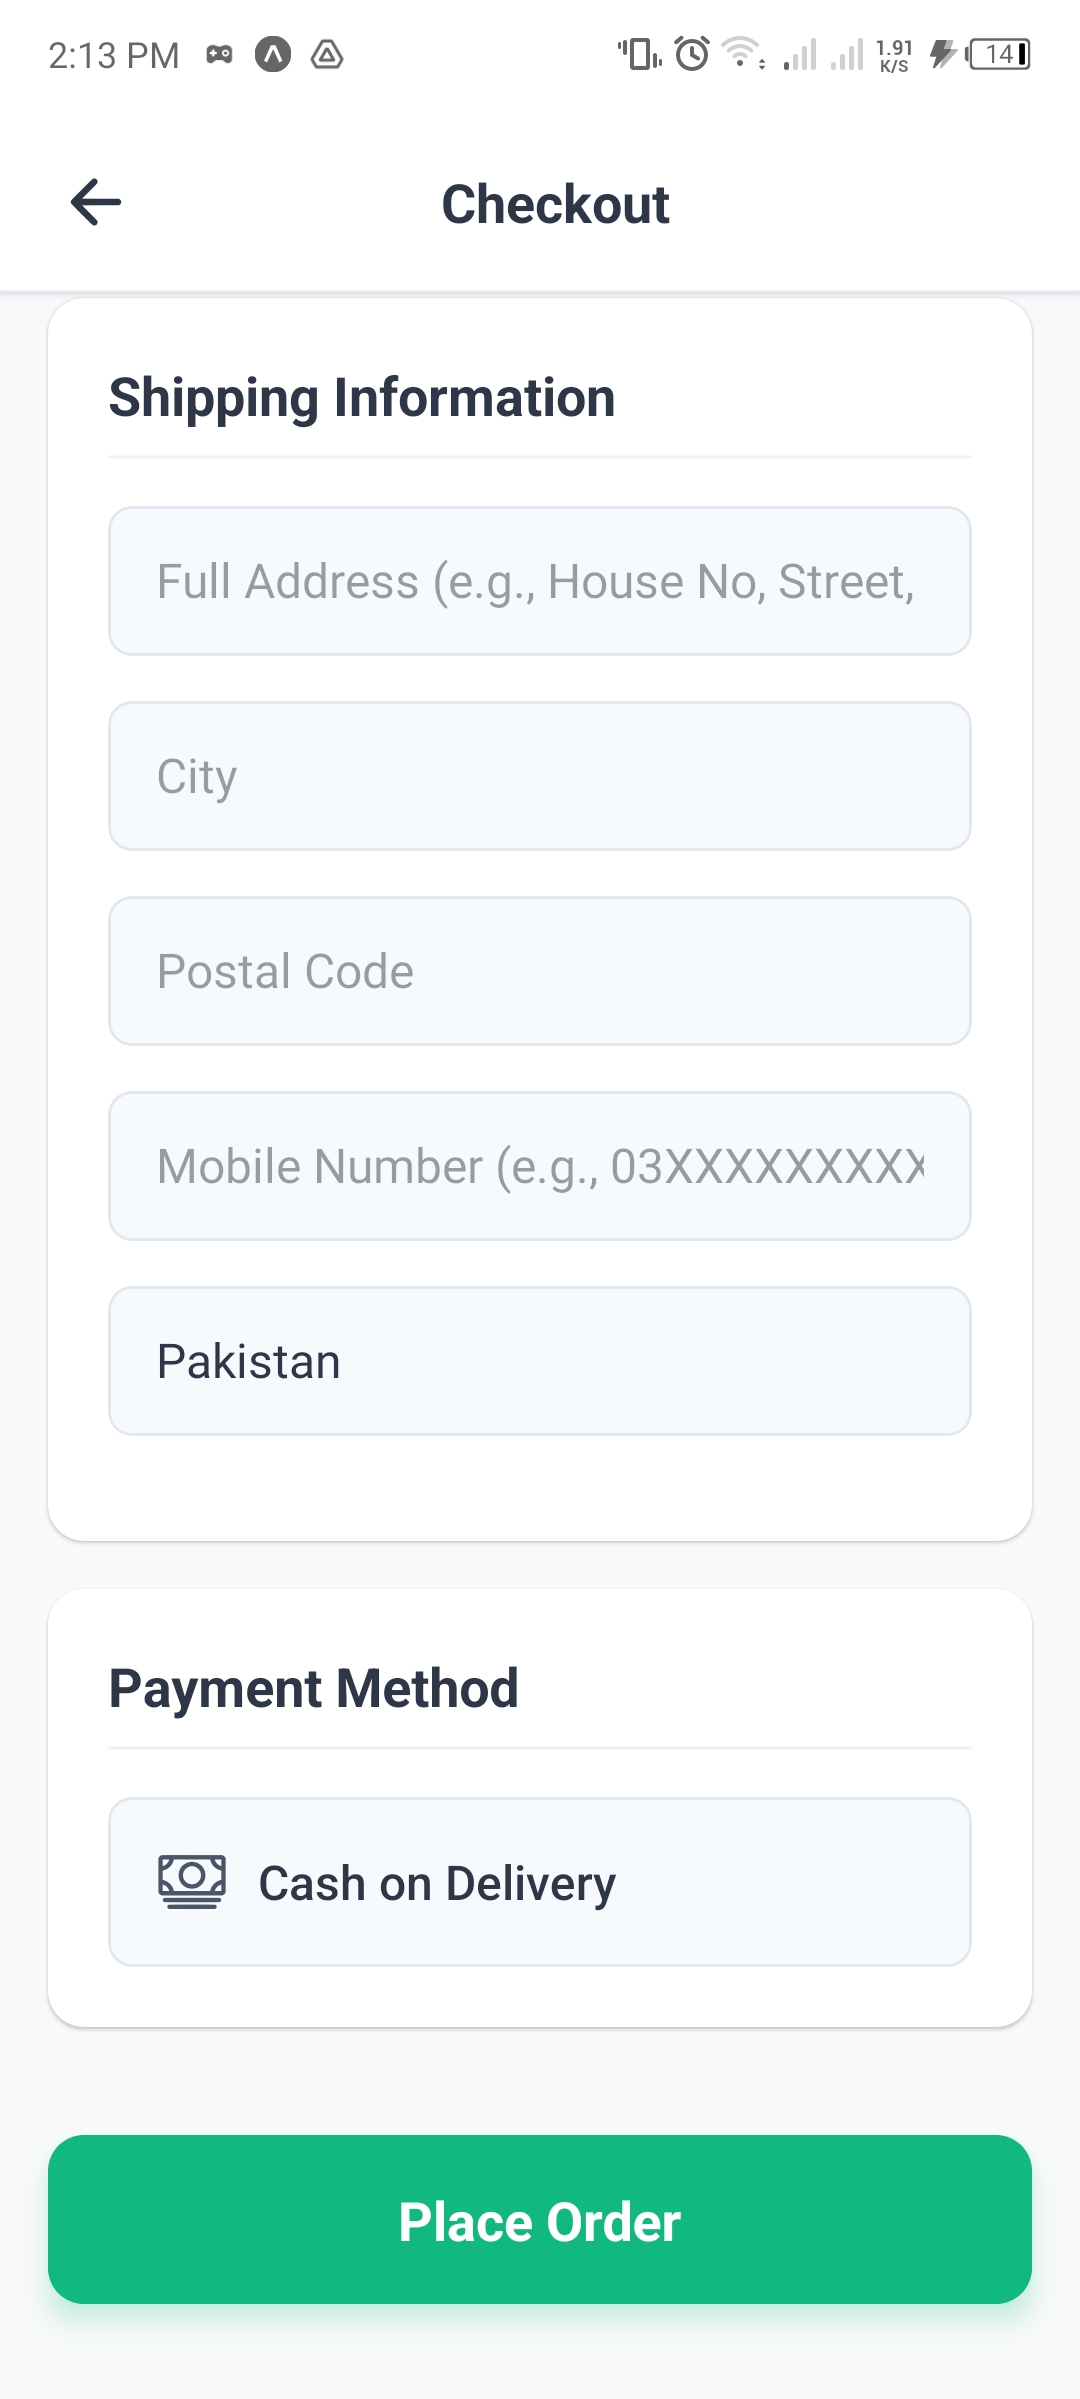 2:13 PM
1.91
K/S
14
Checkout
Shipping Information
Full Address (e.g., House No, Street,
City
Postal Code
Mobile Number (e.g., 03XXXXXXXXX
Pakistan
Payment Method
Cash on Delivery
Place Order